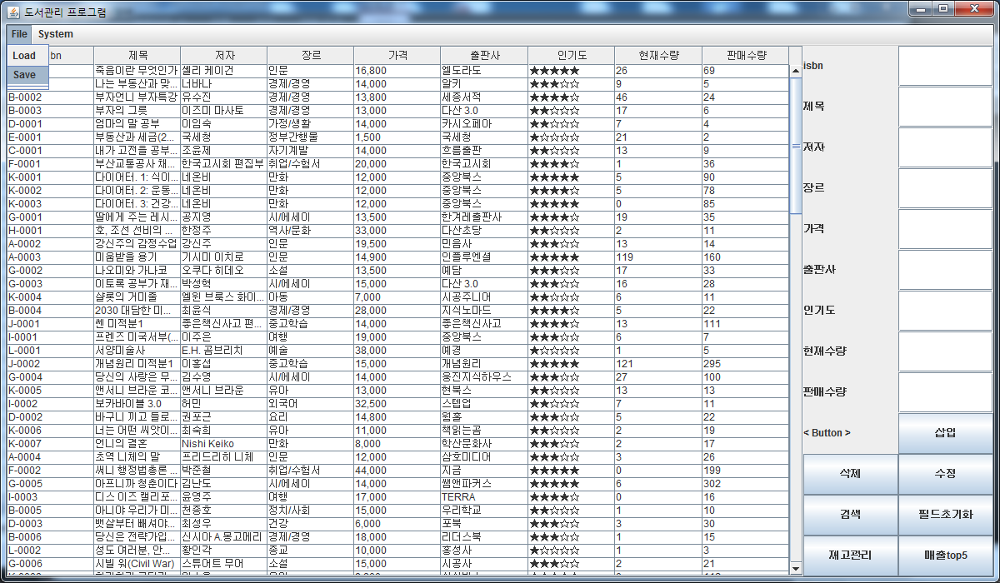 도서관리 프로그램
File System
Load
Save
bn 제목 저자 장르 가격 출판사 인기도 현재수량 판매수량
죽음이란 무엇인가 셸리 케이건 인문 16,800 엘도라도 ★★★★★ 26 69
나는 부동산과 맞... 너바나 경제/경영 14,000 알키 ★★★☆☆ 9 5
B-0002 부자언니 부자특강 유수진 경제/경영 13,800 세종서적 ★★★★☆ 46 24
B-0003 부자의 그릇 이즈미 마사토 경제/경영 13,000 다산 3.0 ★★☆☆☆ 17 6
D-0001 엄마의 말 공부 이임숙 가정/생활 14,000 카시오페아 ★★☆☆☆ 7 4
E-0001 부동산과 세금(2... 국세청 정부간행물 1,500 국세청 ★☆☆☆☆ 21 2
C-0001 내가 고전을 공부... 조윤제 자기계발 14,000 흐름출판 ★★☆☆☆ 13 9
F-0001 부산교통공사 채... 한국고시회 편집부 취업/수험서 20,000 한국고시회 ★★★★☆ 1 36
K-0001 다이어터. 1: 식이... 네온비 만화 12,000 중앙북스 ★★★★★ 5 90
K-0002 다이어터. 2: 운동... 네온비 만화 12,000 중앙북스 ★★★★☆ 5 78
K-0003 다이어터. 3: 건강... 네온비 만화 12,000 중앙북스 ★★★★★ 0 85
G-0001 딸에게 주는 레시... 공지영 시/에세이 13,500 한겨레출판사 ★★★★☆ 19 35
H-0001 호, 조선 선비의 ... 한정주 역사/문화 33,000 다산초당 ★★☆☆☆ 2 11
A-0002 강신주의 감정수업 강신주 인문 19,500 민음사 ★★★☆☆ 13 14
A-0003 미움받을 용기 기시미 이치로 인문 14,900 인플루엔셜 ★★★★★ 119 160
G-0002 나오미와 가나코 오쿠다 히데오 소설 13,500 예담 ★★★☆☆ 17 33
G-0003 이토록 공부가 재... 박성혁 시/에세이 15,000 다산 3.0 ★★★☆☆ 16 28
K-0004 샬롯의 거미줄 엘윈 브룩스 화이... 아동 7,000 시공주니어 ★★☆☆☆ 6 11
B-0004 2030 대담한 미... 최윤식 경제/경영 28,000 지식노마드 ★★★★☆ 5 22
J-0001 쎈 미적분1 좋은책신사고 편... 중고학습 14,000 좋은책신사고 ★★★★☆ 13 111
I-0001 프렌즈 미국서부(... 이주은 여행 19,000 중앙북스 ★★★☆☆ 6 7
L-0001 서양미술사 E.H. 곰브리치 예술 38,000 예경 ★☆☆☆☆ 1 5
J-0002 개념원리 미적분1 이홍섭 중고학습 15,000 개념원리 ★★★★★ 121 295
G-0004 당신의 사랑은 무... 김수영 시/에세이 14,000 웅진지식하우스 ★★★☆☆ 27 100
K-0005 앤서니 브라운 코... 앤서니 브라운 유아 13,000 현북스 ★★☆☆☆ 13 13
I-0002 보카바이블 3.0 허민 외국어 32,500 스텝업 ★★☆☆☆ 7 11
D-0002 바구니 끼고 들로... 권포근 요리 14,800 웜홀 ★★★☆☆ 5 22
K-0006 너는 어떤 씨앗이... 최숙희 유아 11,000 책읽는곰 ★★☆☆☆ 2 19
K-0007 언니의 결혼 Nishi Keiko 만화 8,000 학산문화사 ★★★☆☆ 2 17
A-0004 초역 니체의 말 프리드리히 니체 인문 12,000 삼호미디어 ★★★☆☆ 3 26
F-0002 써니 행정법총론 ... 박준철 취업/수험서 44,000 지금 ★★★★★ 0 199
G-0005 아프니까 청춘이다 김난도 시/에세이 14,000 쌤앤파커스 ★★★★★ 6 302
I-0003 디스 이즈 캘리포... 윤영주 여행 17,000 TERRA ★★★★☆ 0 16
B-0005 아니야 우리가 미... 천종호 정치/사회 15,000 우리학교 ★★☆☆☆ 1 10
D-0003 뱃살부터 빼셔야... 최성우 건강 6,000 포북 ★★★☆☆ 3 30
B-0006 당신은 전략가입... 신시아 A.몽고메리 경제/경영 18,000 리더스북 ★★★☆☆ 1 15
L-0002 성도 여러분, 안... 황인각 종교 10,000 홍성사 ★☆☆☆☆ 1 3
G-0006 시빌 워(Civil War) 스튜어트 무어 소설 15,000 시공사 ★★★☆☆ 2 21
isbn
제목
저자
장르
가격
출판사
인기도
현재수량
판매수량
< Button > 삽입
삭제 수정
검색 필드초기화
재고관리 매출top5